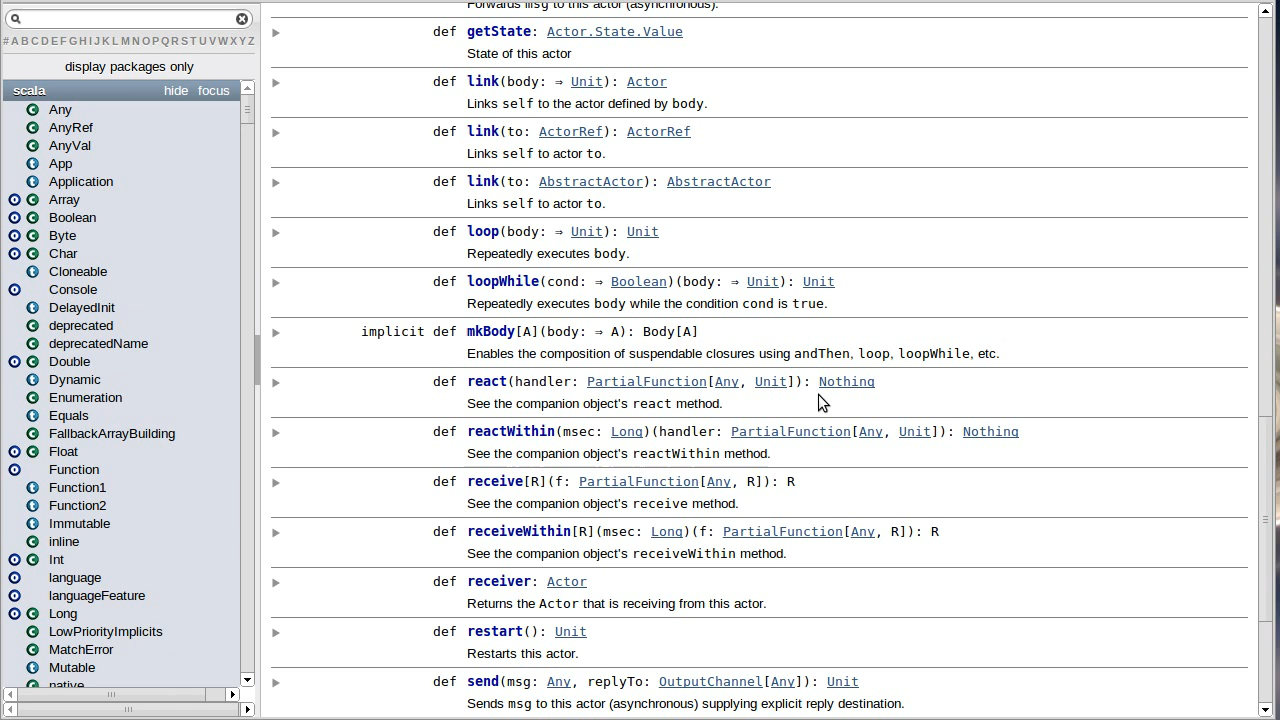 #ABCDEFGHIJKLMNOPQRSTUVWXYZ
display packages only
scala hide focus
Any
AnyRef
AnyVal
App
Application
Array
Boolean
Byte
Char
Cloneable
Console
DelayedInit
deprecated
deprecatedName
Double
Dynamic
Enumeration
Equals
FallbackArrayBuilding
Float
Function
Function1
Function2
Immutable
inline
Int
language
languageFeature
Long
LowPriorityImplicits
MatchError
Mutable
native
Forwards msg to this actor (asynchronous).
def getState: Actor.State.Value
State of this actor
def link(body: ⇒ Unit): Actor
Links self to the actor defined by body.
def link(to: ActorRef): ActorRef
Links self to actor to.
def link(to: AbstractActor): AbstractActor
Links self to actor to.
def loop(body: ⇒ Unit): Unit
Repeatedly executes body.
def loopWhile(cond: ⇒ Boolean)(body: ⇒ Unit): Unit
Repeatedly executes body while the condition cond is true.
implicit def mkBody[A](body: ⇒ A): Body[A]
Enables the composition of suspendable closures using andThen, loop, loopWhile, etc.
def react(handler: PartialFunction[Any, Unit]): Nothing
See the companion object's react method.
def reactWithin(msec: Long)(handler: PartialFunction[Any, Unit]): Nothing
See the companion object's reactWithin method.
def receive[R](f: PartialFunction[Any, R]): R
See the companion object's receive method.
def receiveWithin[R](msec: Long)(f: PartialFunction[Any, R]): R
See the companion object's receiveWithin method.
def receiver: Actor
Returns the Actor that is receiving from this actor.
def restart(): Unit
Restarts this actor.
def send(msg: Any, replyTo: OutputChannel[Any]): Unit
Sends msg to this actor (asynchronous) supplying explicit reply destination.